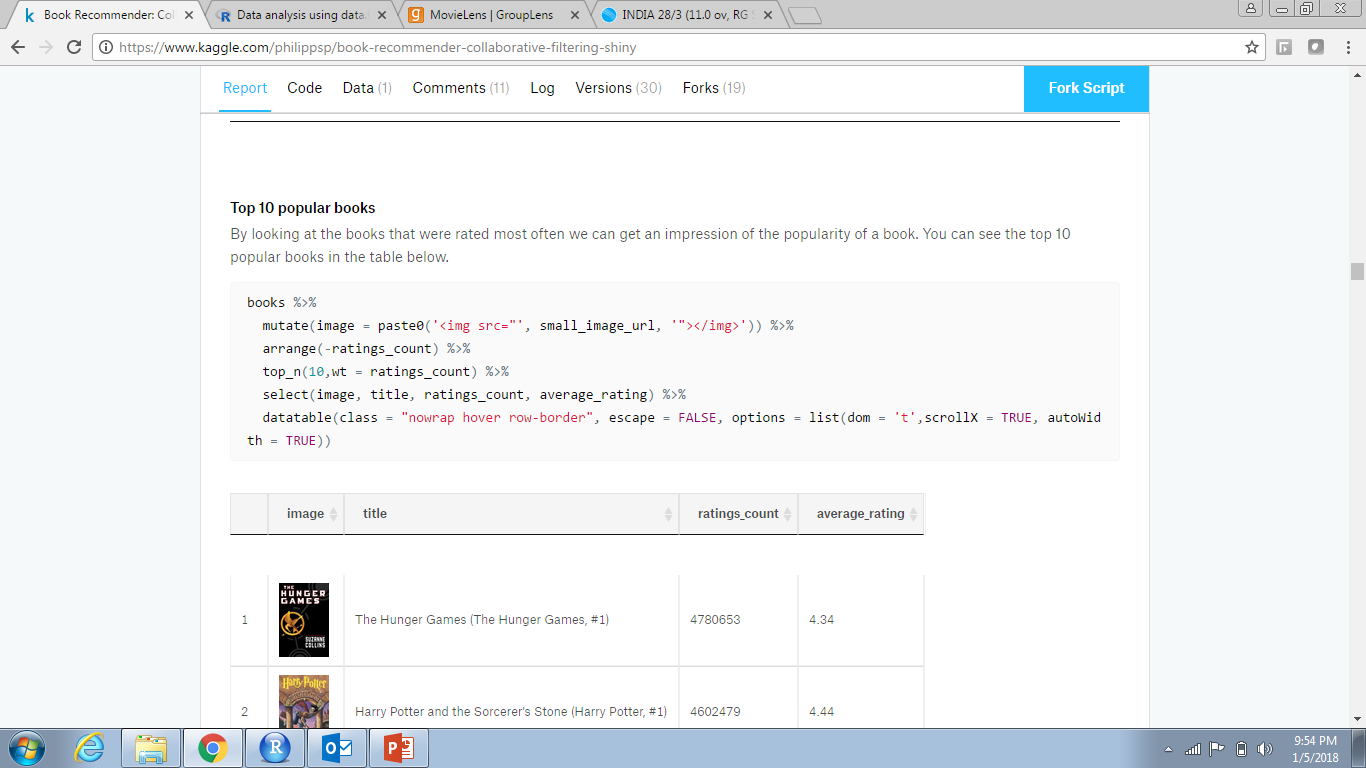 Book Recommender: Col
Data analysis using data.
MovieLens | GroupLens
INDIA 28/3 (11.0 ov, RG S
https://www.kaggle.com/philippsp/book-recommender-collaborative-filtering-shiny
Report Code Data (1) Comments (11) Log Versions (30) Forks (19) Fork Script
Top 10 popular books
By looking at the books that were rated most often we can get an impression of the popularity of a book. You can see the top 10
popular books in the table below.
books %>%
mutate(image = paste0('<img src="', small_image_url, '"></img>')) %>%
arrange(-ratings_count) %>%
top_n(10,wt = ratings_count) %>%
select(image, title, ratings_count, average_rating) %>%
datatable(class = "nowrap hover row-border", escape = FALSE, options = list(dom = 't',scrollX = TRUE, autoWid
th = TRUE))
image title ratings_count average_rating
THE
HUNGER
GAMES
SUZANNE
COLLINS
1 The Hunger Games (The Hunger Games, #1) 4780653 4.34
Harry Potter
2 Harry Potter and the Sorcerer's Stone (Harry Potter, #1) 4602479 4.44
9:54 PM
1/5/2018